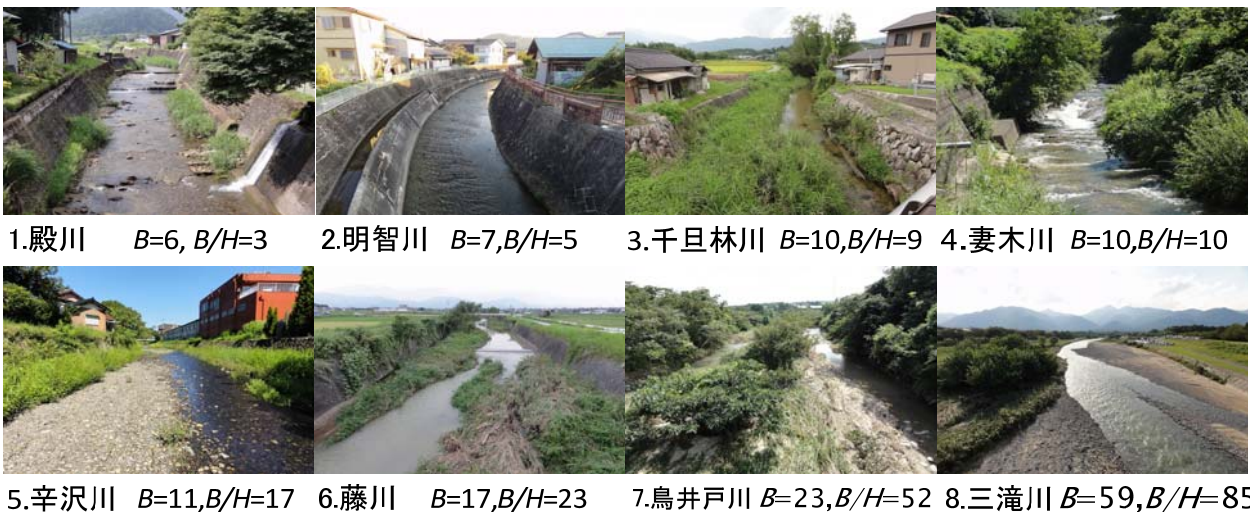 1.殿川 B=6, B/H=3 2.明智川 B=7,B/H=5 3.千旦林川 B=10,B/H=9 4.妻木川 B=10,B/H=10
5.辛沢川 B=11,B/H=17 6.藤川 B=17,B/H=23 7.鳥井戸川 B=23,B/H=52 8.三滝川 B=59,B/H=85